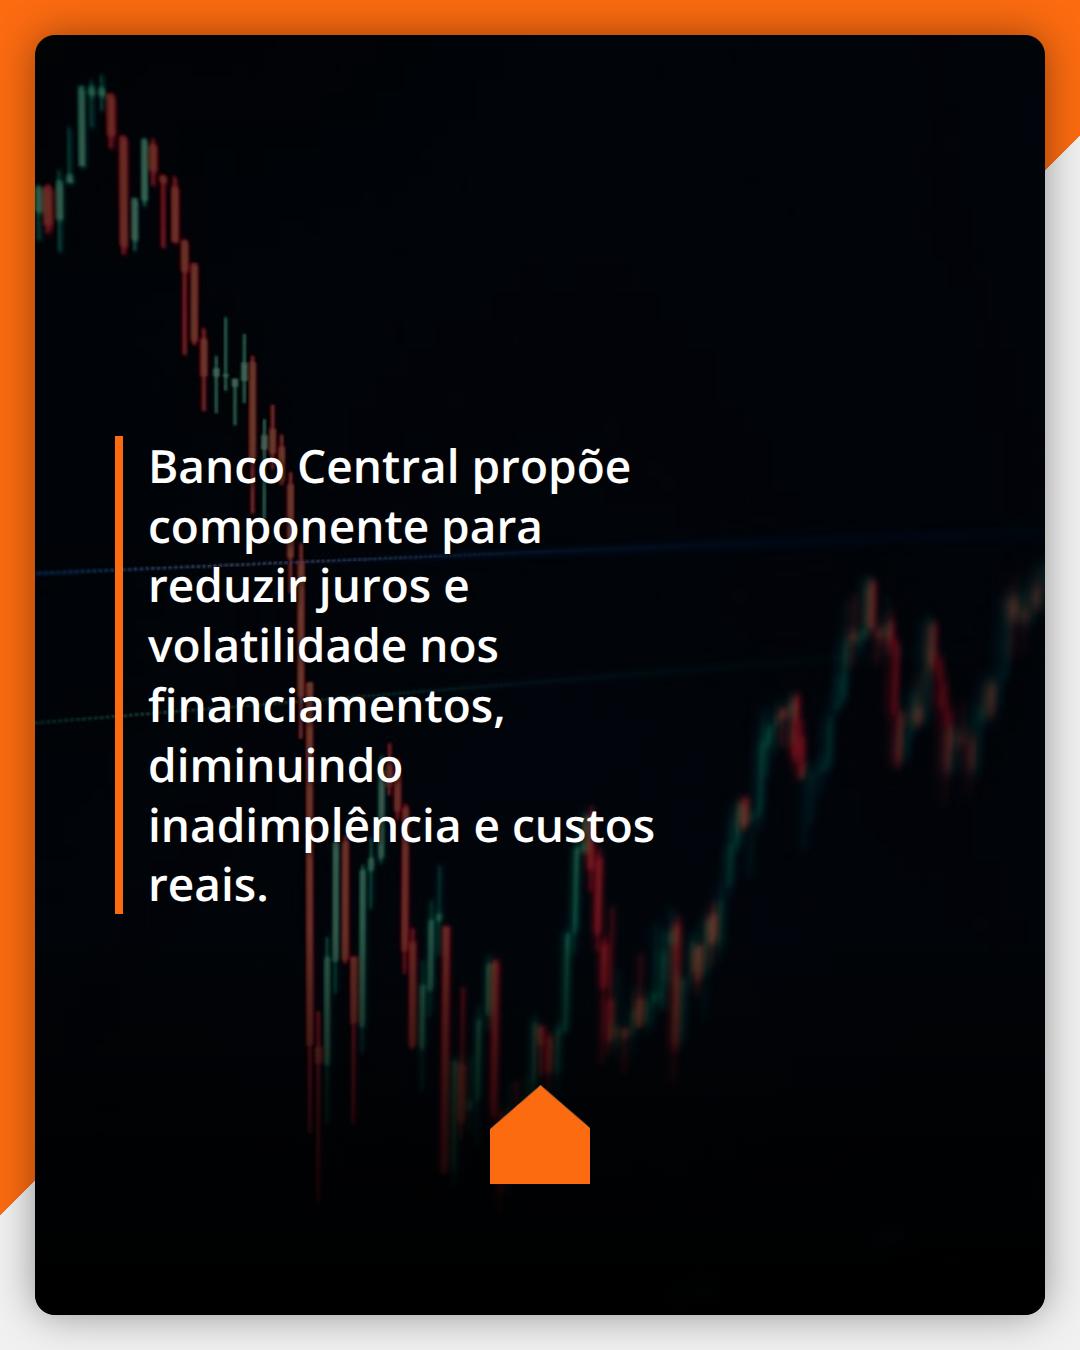 Banco Central propõe
componente para
reduzir juros e
volatilidade nos
financiamentos,
diminuindo
inadimplência e custos
reais.